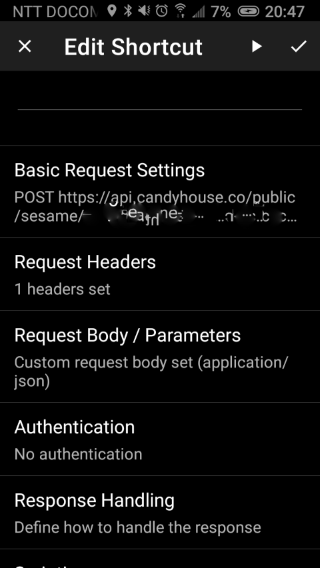 NTT DOCOM 7% 20:47
Edit Shortcut
Basic Request Settings
POST https://api.candyhouse.co/public
/sesame/
Request Headers
1 headers set
Request Body / Parameters
Custom request body set (application/
json)
Authentication
No authentication
Response Handling
Define how to handle the response